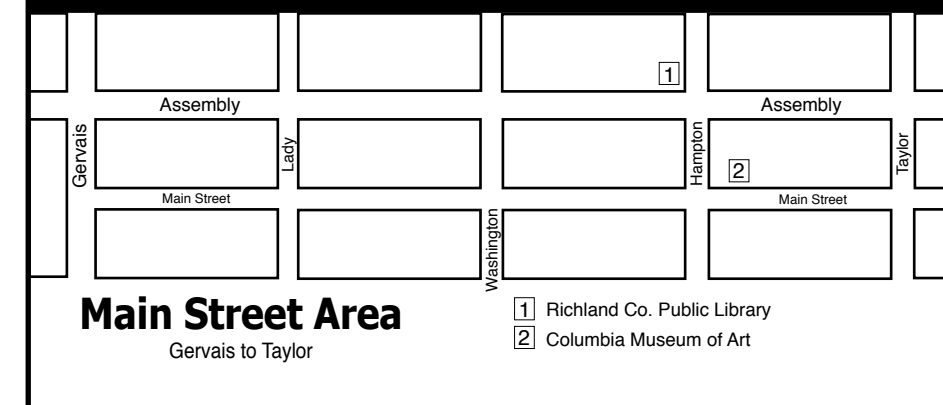 1
Assembly
Assembly
Gervais
Lady
Hampton
Taylor
2
Main Street
Main Street
Washington
Main Street Area
Gervais to Taylor
1 Richland Co. Public Library
2 Columbia Museum of Art